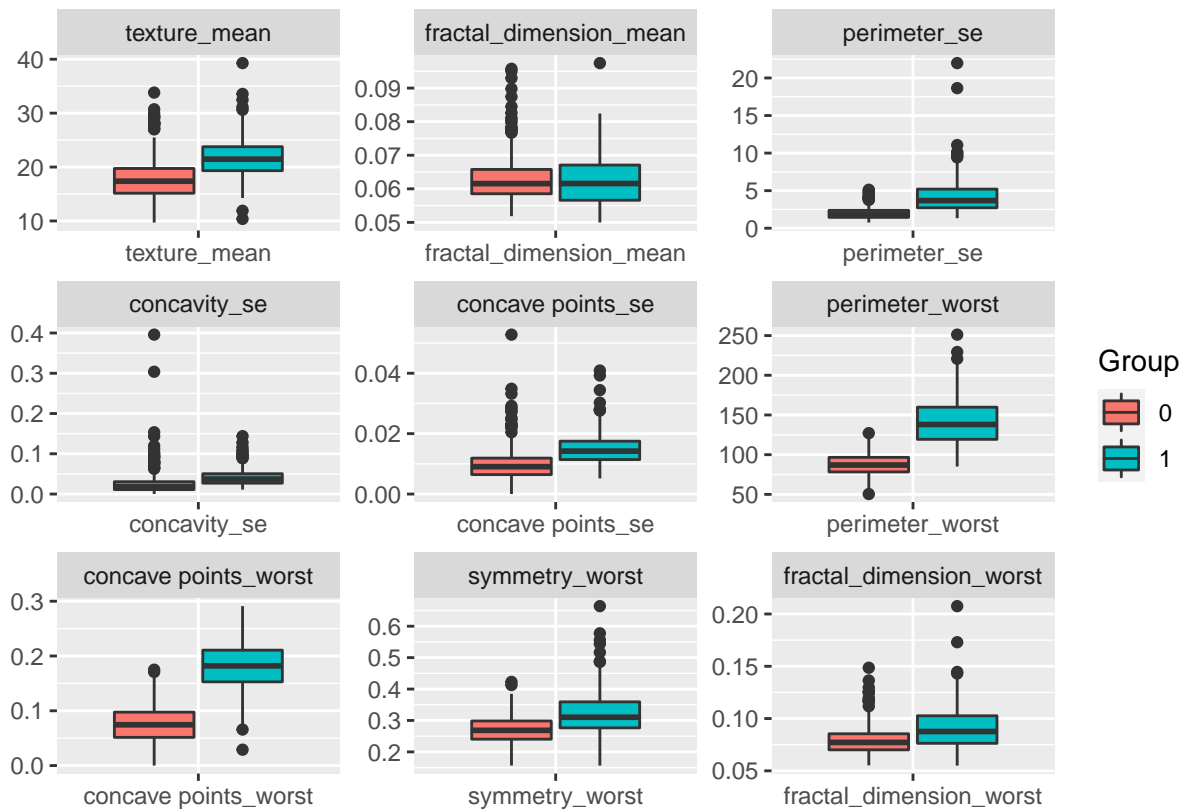 texture_mean
fractal_dimension_mean
perimeter_se
40
30
20
10
texture_mean
0.09
0.08
0.07
0.06
0.05
fractal_dimension_mean
20
15
10
5
0
perimeter_se
concavity_se
concave points_se
perimeter_worst
0.4
0.3
0.2
0.1
0.0
concavity_se
0.04
0.02
0.00
concave points_se
250
200
150
100
50
perimeter_worst
Group
0
1
concave points_worst
symmetry_worst
fractal_dimension_worst
0.3
0.2
0.1
0.0
concave points_worst
0.6
0.5
0.4
0.3
0.2
symmetry_worst
0.20
0.15
0.10
0.05
fractal_dimension_worst